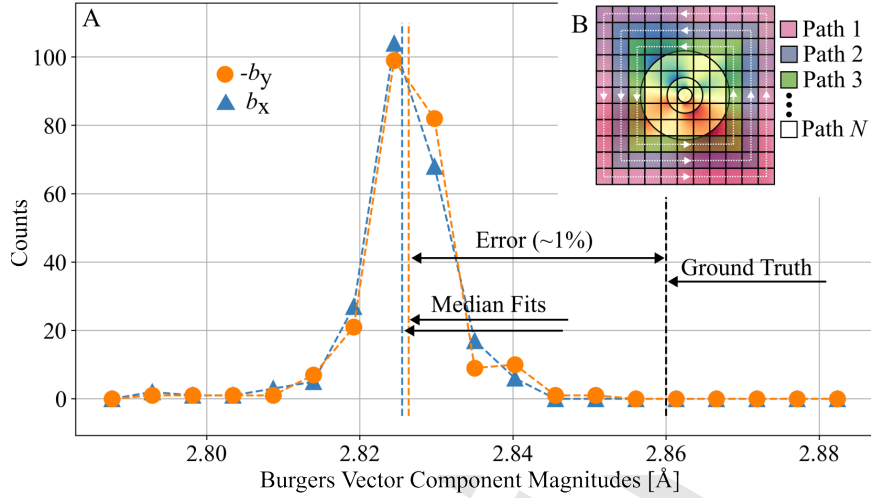 A
B
Path 1
Path 2
Path 3
Path N
-by
bx
Error (~1%)
Ground Truth
Median Fits
Counts
100
80
60
40
20
0
2.80
2.82
2.84
2.86
2.88
Burgers Vector Component Magnitudes [Å]